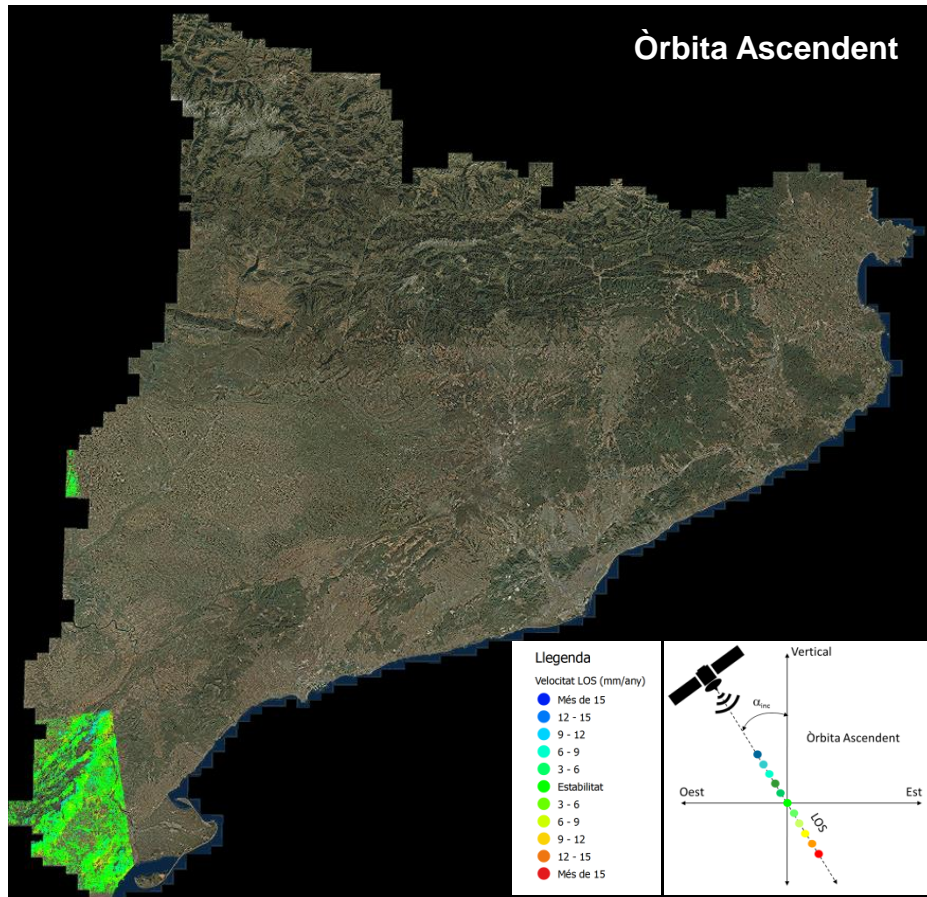 Òrbita Ascendent
Llegenda
Velocitat LOS (mm/any)
Més de 15
12 - 15
9 - 12
6 - 9
3 - 6
Estabilitat
3 - 6
6 - 9
9 - 12
12 - 15
Més de 15
Vertical
αinc
Òrbita Ascendent
Oest
Est
LOS